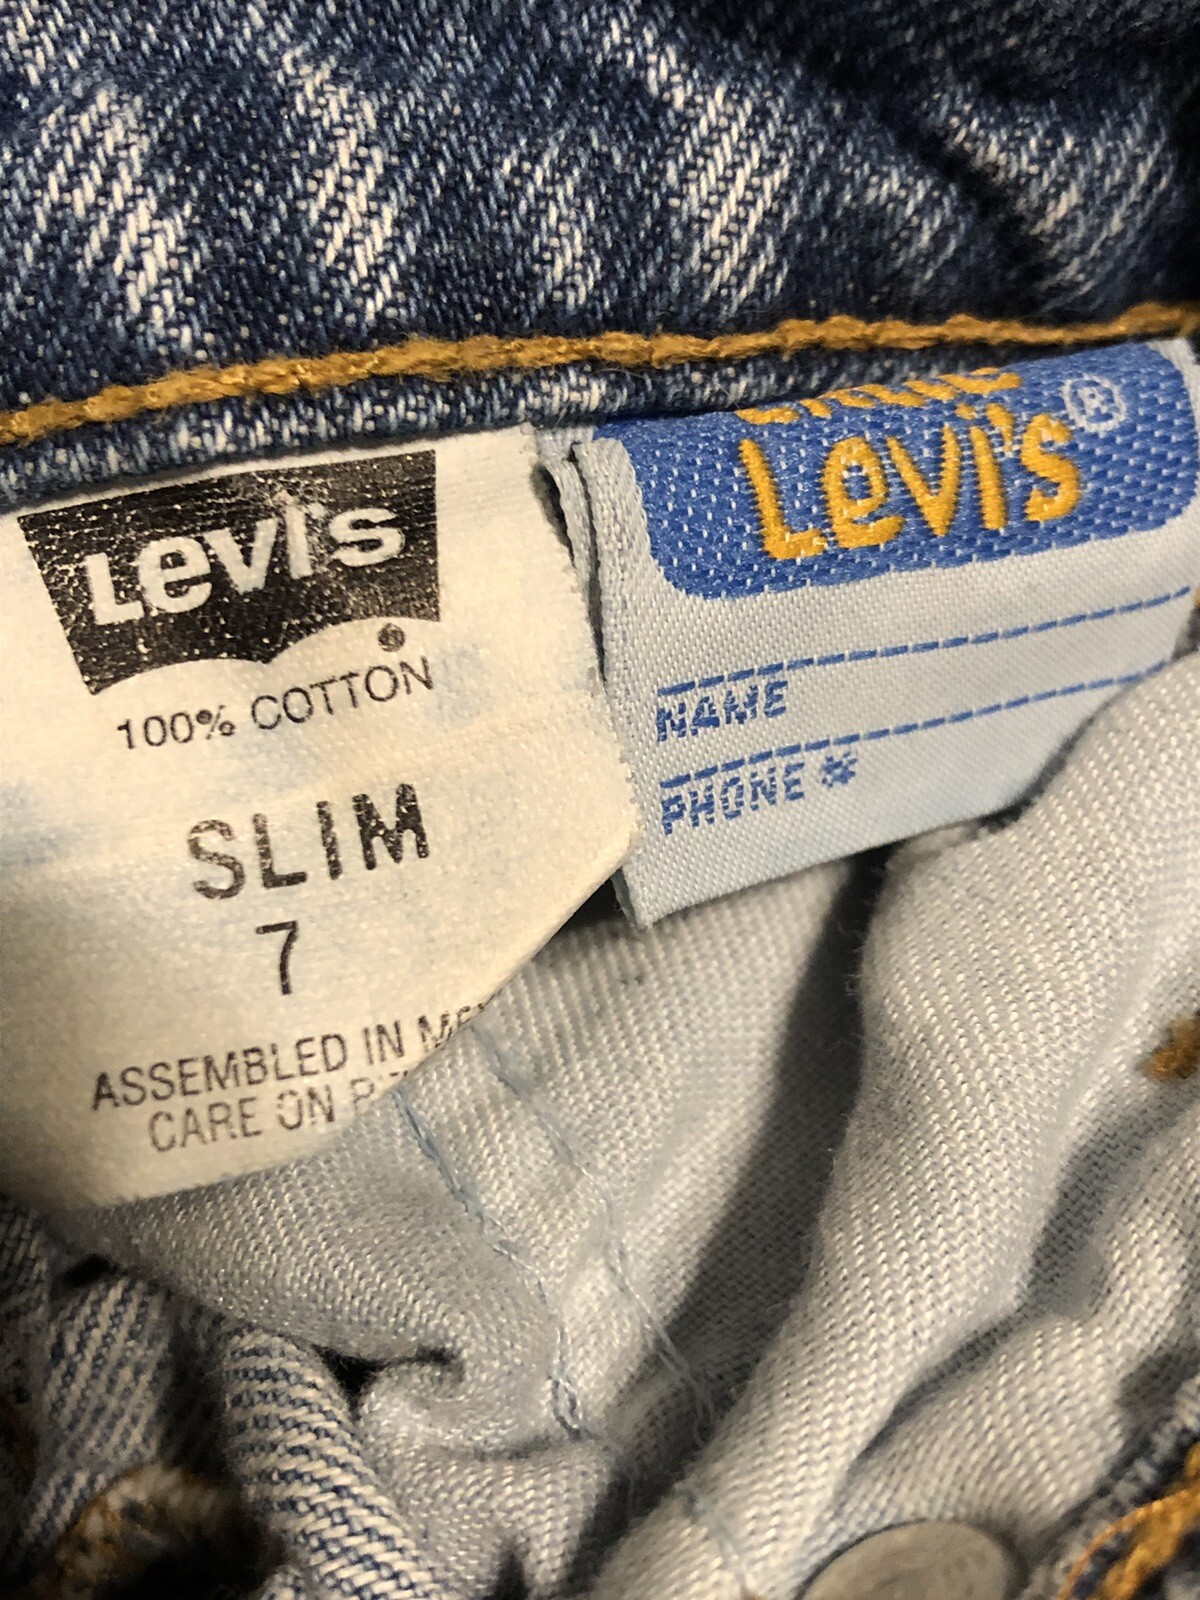 Levi's ®
100% COTTON
SLIM
7
ASSEMBLED IN
CARE ON
Levi's ®
NAME
PHONE #